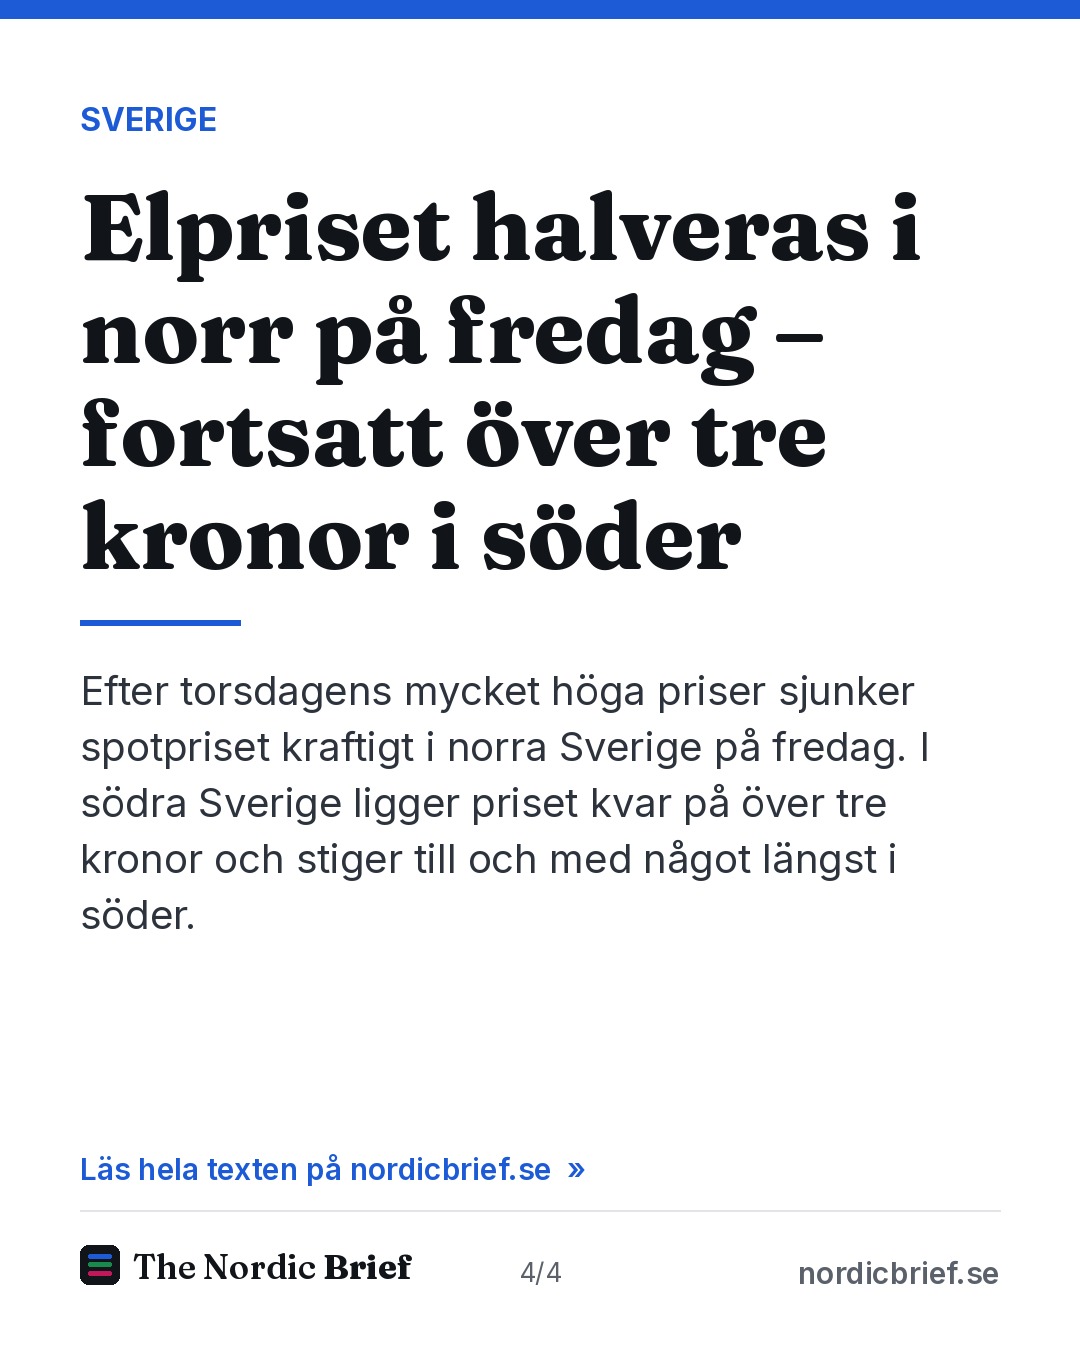 SVERIGE
Elpriset halveras i
norr på fredag –
fortsatt över tre
kronor i söder
Efter torsdagens mycket höga priser sjunker
spotpriset kraftigt i norra Sverige på fredag. I
södra Sverige ligger priset kvar på över tre
kronor och stiger till och med något längst i
söder.
Läs hela texten på nordicbrief.se »
The Nordic Brief 4/4 nordicbrief.se